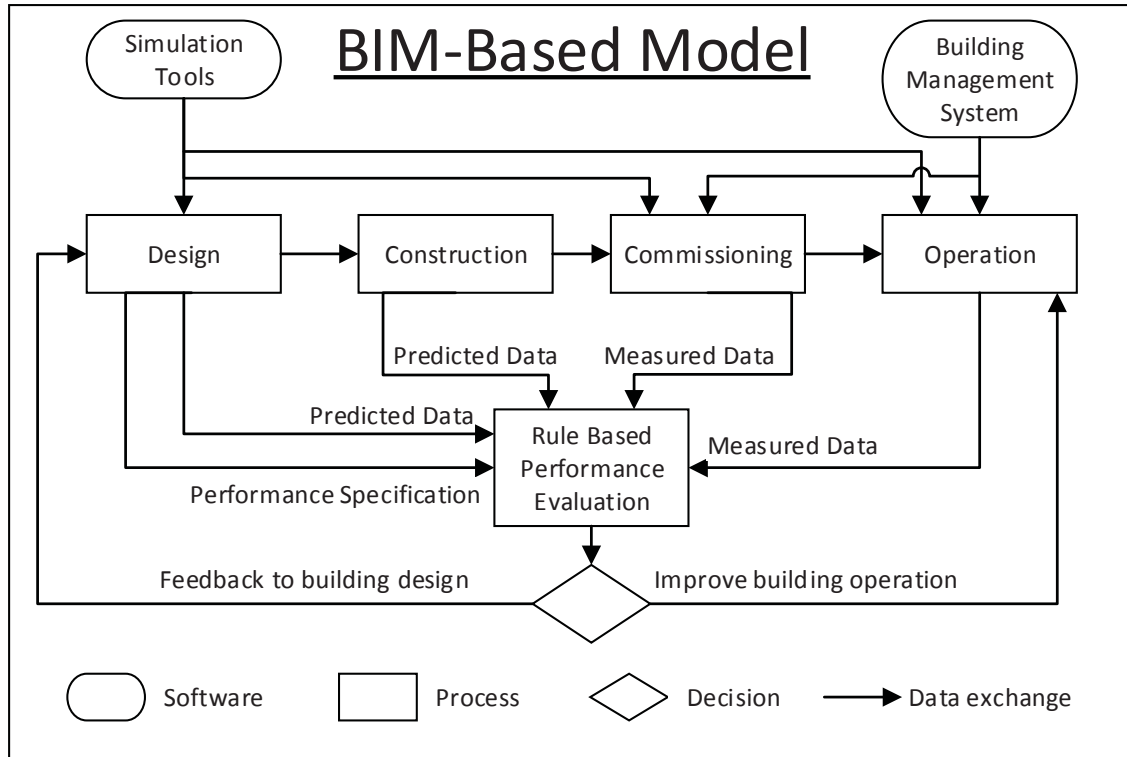 Simulation
Tools
BIM-Based Model
Building
Management
System
Design
Construction
Commissioning
Operation
Predicted Data
Measured Data
Predicted Data
Rule Based
Performance
Evaluation
Measured Data
Performance Specification
Feedback to building design
Improve building operation
Software
Process
Decision
Data exchange